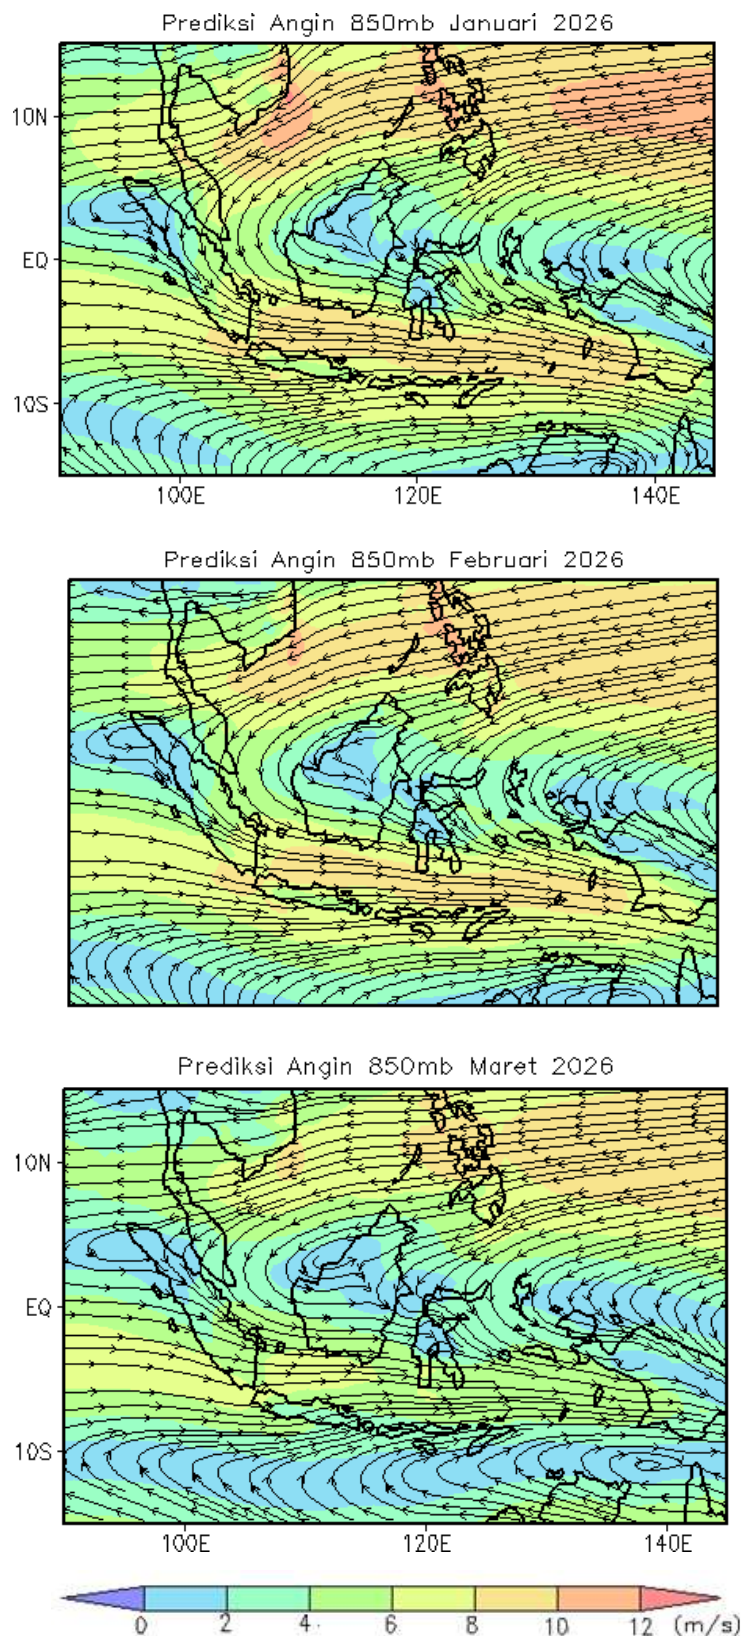 Prediksi Angin 850mb Januari 2026
10N
EQ
10S
100E 120E 140E
Prediksi Angin 850mb Februari 2026
Prediksi Angin 850mb Maret 2026
10N
EQ
10S
100E 120E 140E
0 2 4. 6 8 10 12 (m/s)